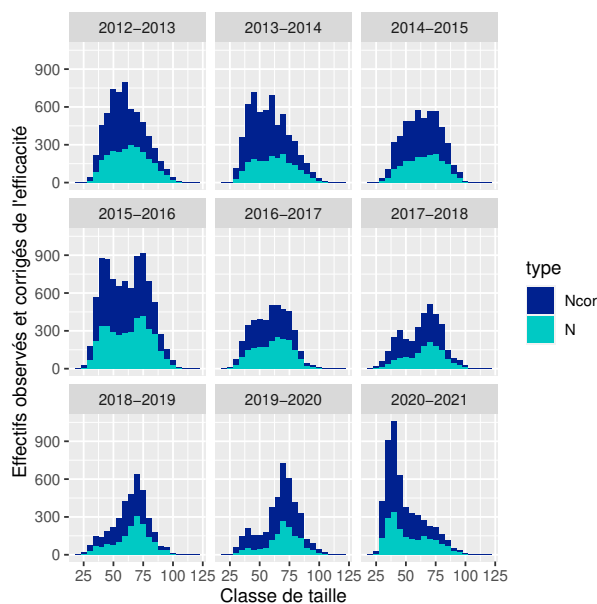 2012−2013 2013−2014 2014−2015
900
600
300
0
2015−2016 2016−2017 2017−2018
900
600
300
0
2018−2019 2019−2020 2020−2021
900
600
300
0
25 50 75 100 125 25 50 75 100 125 25 50 75 100 125
Classe de taille
Effectifs observés et corrigés de l'efficacité
type
Ncor
N